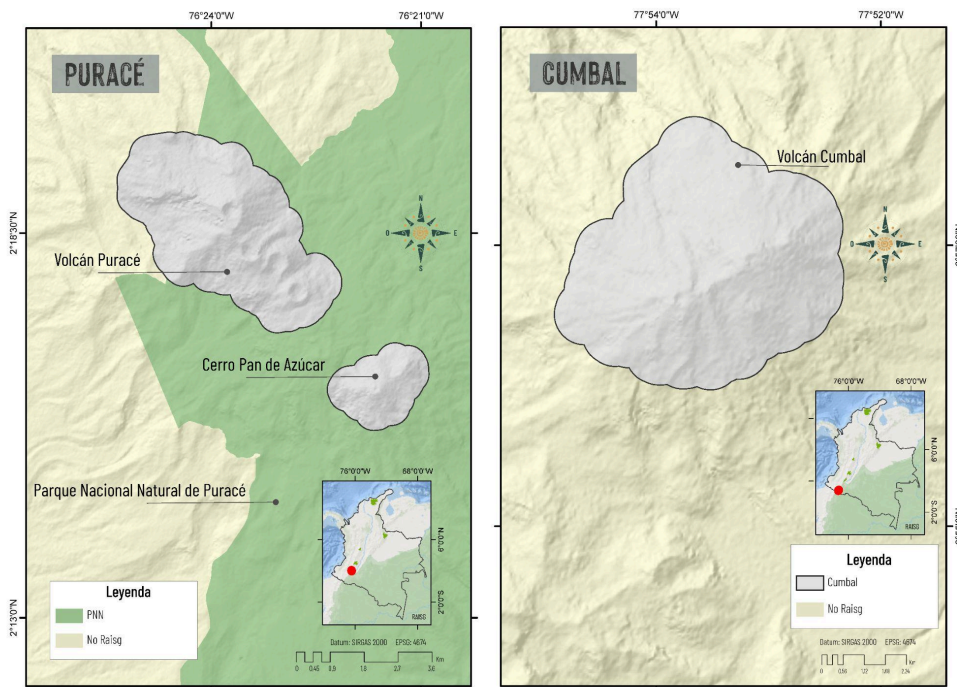 76°24'0"W
76°21'0"W
PURACÉ
2°18'30"N
Volcán Puracé
N
O
E
S
Cerro Pan de Azúcar
Parque Nacional Natural de Puracé
2°13'0"N
Leyenda
PNN
No Raisg
76°0'0"W
68°0'0"W
6°0'0"N
2°0'0"S
RAISG
Datum: SIRGAS 2000 EPSG: 4674
0 0,45 0,9 1,8 2,7 3,6
Km
77°54'0"W
77°52'0"W
CUMBAL
Volcán Cumbal
N
O
E
S
76°0'0"W
68°0'0"W
6°0'0"N
2°0'0"S
RAISG
Leyenda
Cumbal
No Raisg
Datum: SIRGAS 2000 EPSG: 4674
Km